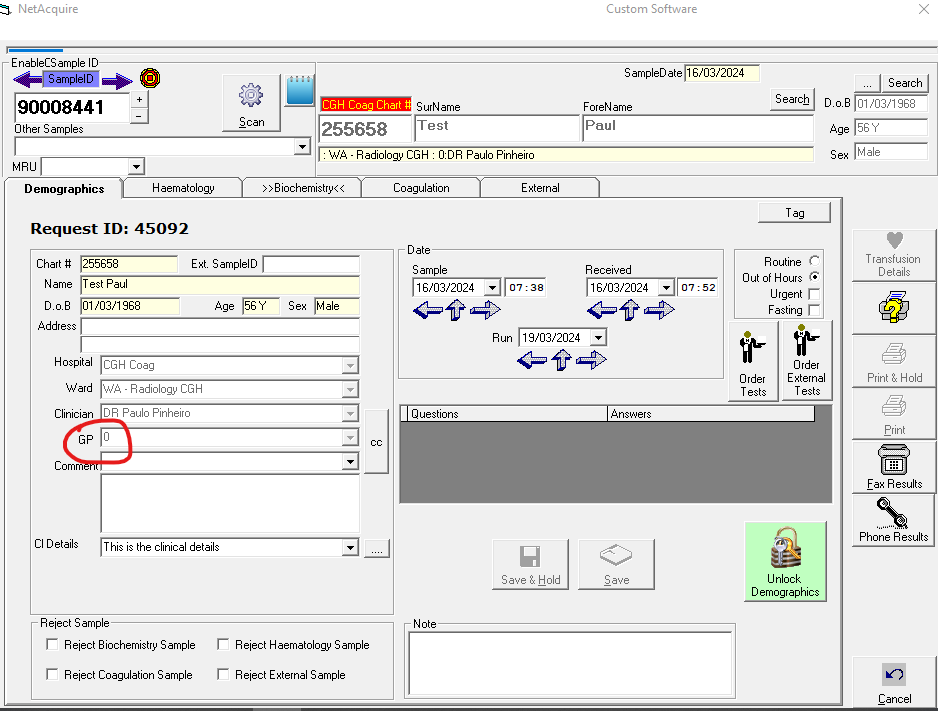 NetAcquire Custom Software
EnableCSample ID
SampleID
90008441
+
-
Scan
Other Samples
MRU
SampleDate 16/03/2024
CGH Coag Chart # SurName ForeName Search
255658 Test Paul
: WA - Radiology CGH : 0:DR Paulo Pinheiro
... Search
D.o.B 01/03/1968
Age 56 Y
Sex Male
Demographics Haematology >>Biochemistry<< Coagulation External
Request ID: 45092
Tag
Chart # 255658 Ext. SampleID
Name Test Paul
D.o.B 01/03/1968 Age 56 Y Sex Male
Address
Hospital CGH Coag
Ward WA - Radiology CGH
Clinician DR Paulo Pinheiro
GP 0
cc
Comment
Cl Details This is the clinical details ....
Date
Sample Received
16/03/2024 07:38 16/03/2024 07:52
Run 19/03/2024
Routine
Out of Hours
Urgent
Fasting
Order Tests
Order External Tests
Questions Answers
Save & Hold Save
Unlock Demographics
Reject Sample
Reject Biochemistry Sample Reject Haematology Sample
Reject Coagulation Sample Reject External Sample
Note
Transfusion Details
Print & Hold
Print
Fax Results
Phone Results
Cancel